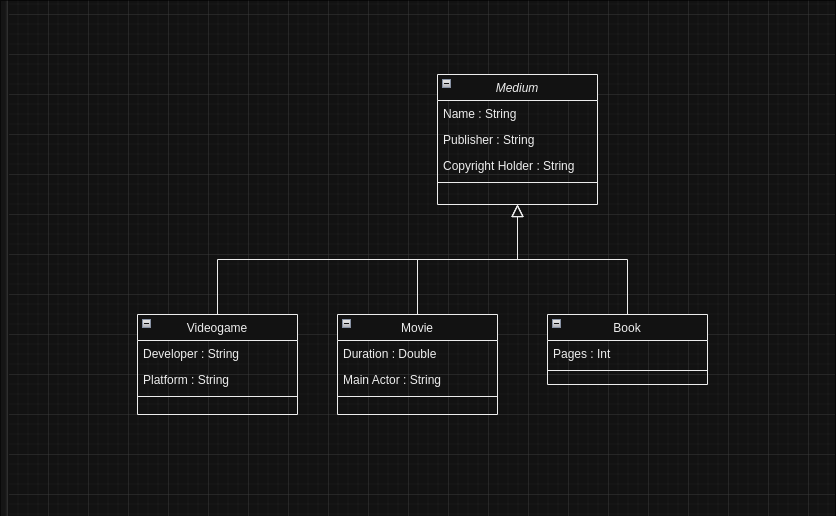 Medium
Name : String
Publisher : String
Copyright Holder : String
Videogame
Developer : String
Platform : String
Movie
Duration : Double
Main Actor : String
Book
Pages : Int